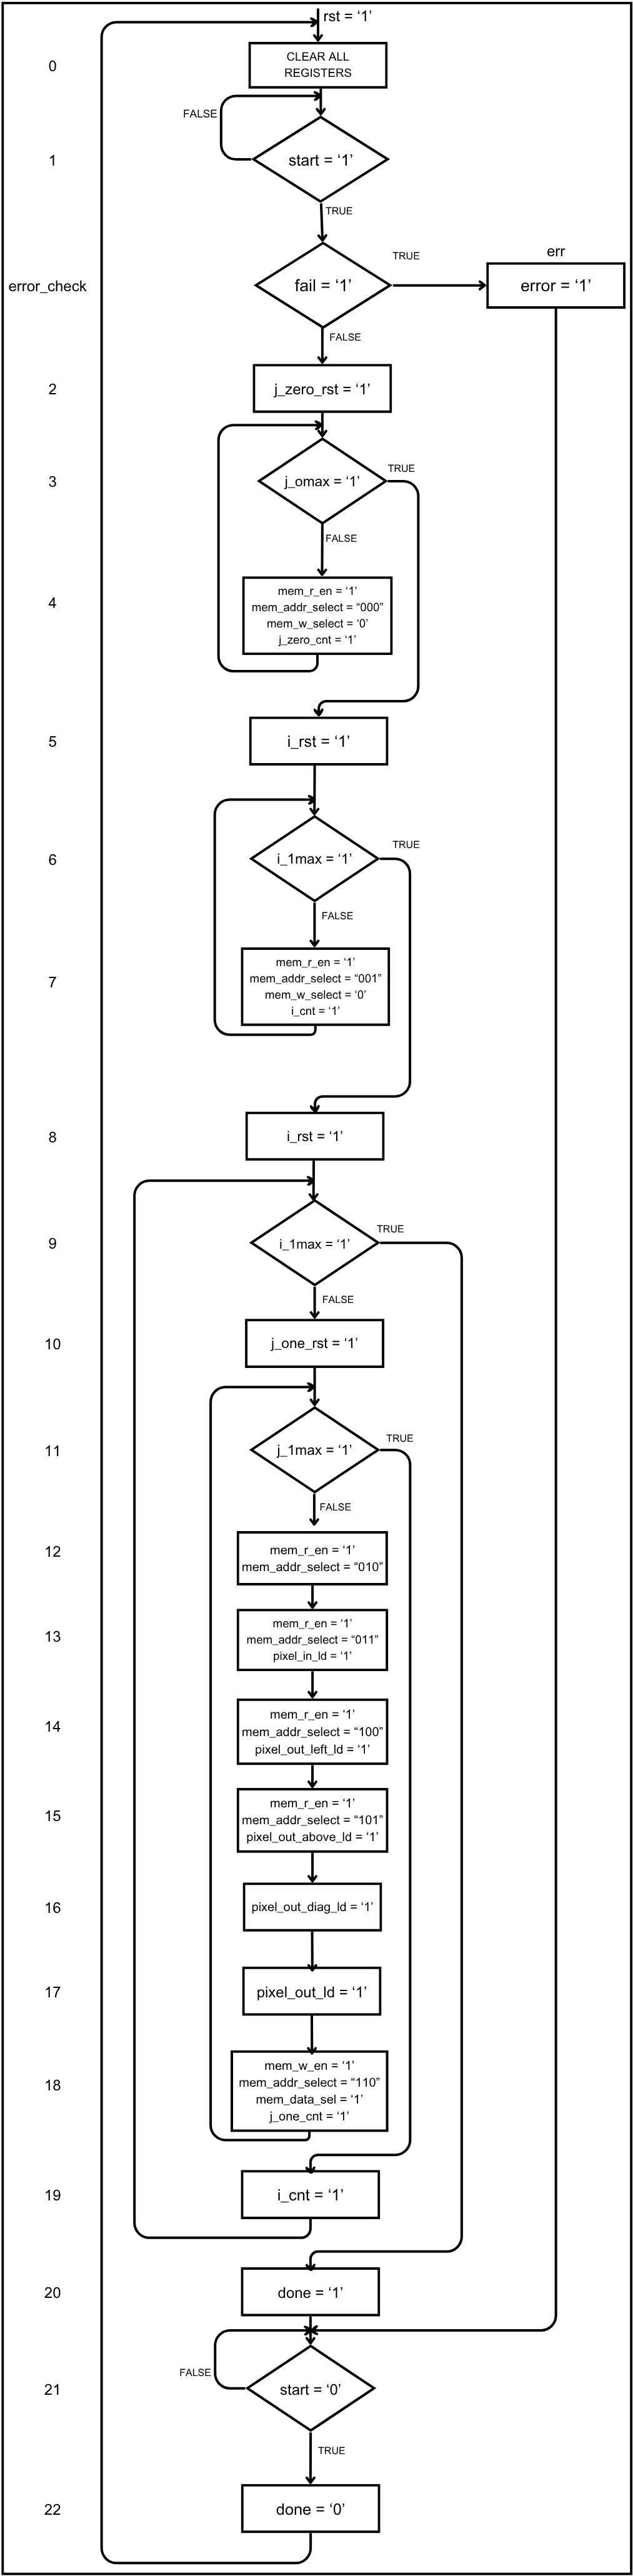 rst = ‘1’
0
CLEAR ALL
REGISTERS
FALSE
1
start = ‘1’
TRUE
err
TRUE
error_check
fail = ‘1’
error = ‘1’
FALSE
2
j_zero_rst = ‘1’
TRUE
3
j_omax = ‘1’
FALSE
4
mem_r_en = ‘1’
mem_addr_select = “000”
mem_w_select = ‘0’
j_zero_cnt = ‘1’
5
i_rst = ‘1’
TRUE
6
i_1max = ‘1’
FALSE
7
mem_r_en = ‘1’
mem_addr_select = “001”
mem_w_select = ‘0’
i_cnt = ‘1’
8
i_rst = ‘1’
TRUE
9
i_1max = ‘1’
FALSE
10
j_one_rst = ‘1’
TRUE
11
j_1max = ‘1’
FALSE
12
mem_r_en = ‘1’
mem_addr_select = “010”
13
mem_r_en = ‘1’
mem_addr_select = “011”
pixel_in_ld = ‘1’
14
mem_r_en = ‘1’
mem_addr_select = “100”
pixel_out_left_ld = ‘1’
15
mem_r_en = ‘1’
mem_addr_select = “101”
pixel_out_above_ld = ‘1’
16
pixel_out_diag_ld = ‘1’
17
pixel_out_ld = ‘1’
18
mem_w_en = ‘1’
mem_addr_select = “110”
mem_data_sel = ‘1’
j_one_cnt = ‘1’
19
i_cnt = ‘1’
20
done = ‘1’
FALSE
21
start = ‘0’
TRUE
22
done = ‘0’